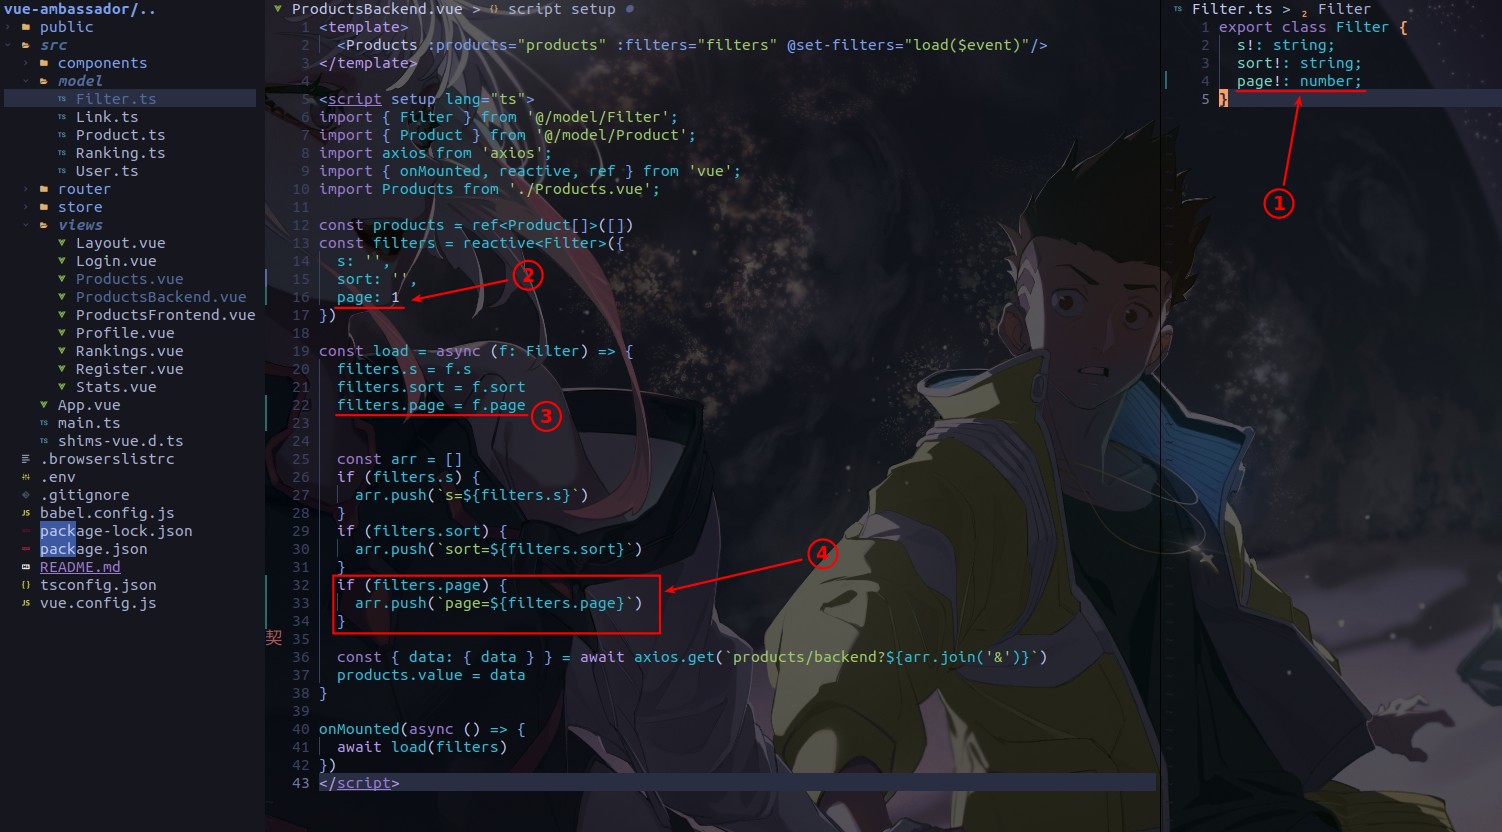 vue-ambassador/..
public
src
components
model
Filter.ts
Link.ts
Product.ts
Ranking.ts
User.ts
router
store
views
Layout.vue
Login.vue
Products.vue
ProductsBackend.vue
ProductsFrontend.vue
Profile.vue
Rankings.vue
Register.vue
Stats.vue
App.vue
main.ts
shims-vue.d.ts
.browserslistrc
.env
.gitignore
babel.config.js
package-lock.json
package.json
README.md
tsconfig.json
vue.config.js
ProductsBackend.vue > {} script setup
1 <template>
2 <Products :products="products" :filters="filters" @set-filters="load($event)"/>
3 </template>
4
5 <script setup lang="ts">
6 import { Filter } from '@/model/Filter';
7 import { Product } from '@/model/Product';
8 import axios from 'axios';
9 import { onMounted, reactive, ref } from 'vue';
10 import Products from './Products.vue';
11
12 const products = ref<Product[]>([])
13 const filters = reactive<Filter>({
14 s: '',
15 sort: '',
16 page: 1
17 })
18
19 const load = async (f: Filter) => {
20 filters.s = f.s
21 filters.sort = f.sort
22 filters.page = f.page
23
24
25 const arr = []
26 if (filters.s) {
27 arr.push(`s=${filters.s}`)
28 }
29 if (filters.sort) {
30 arr.push(`sort=${filters.sort}`)
31 }
32 if (filters.page) {
33 arr.push(`page=${filters.page}`)
34 }
契 35
36 const { data: { data } } = await axios.get(`products/backend?${arr.join('&')}`)
37 products.value = data
38 }
39
40 onMounted(async () => {
41 await load(filters)
42 })
43 </script>
2
3
4
TS Filter.ts > Filter
1 export class Filter {
2 s!: string;
3 sort!: string;
4 page!: number;
5 }
1